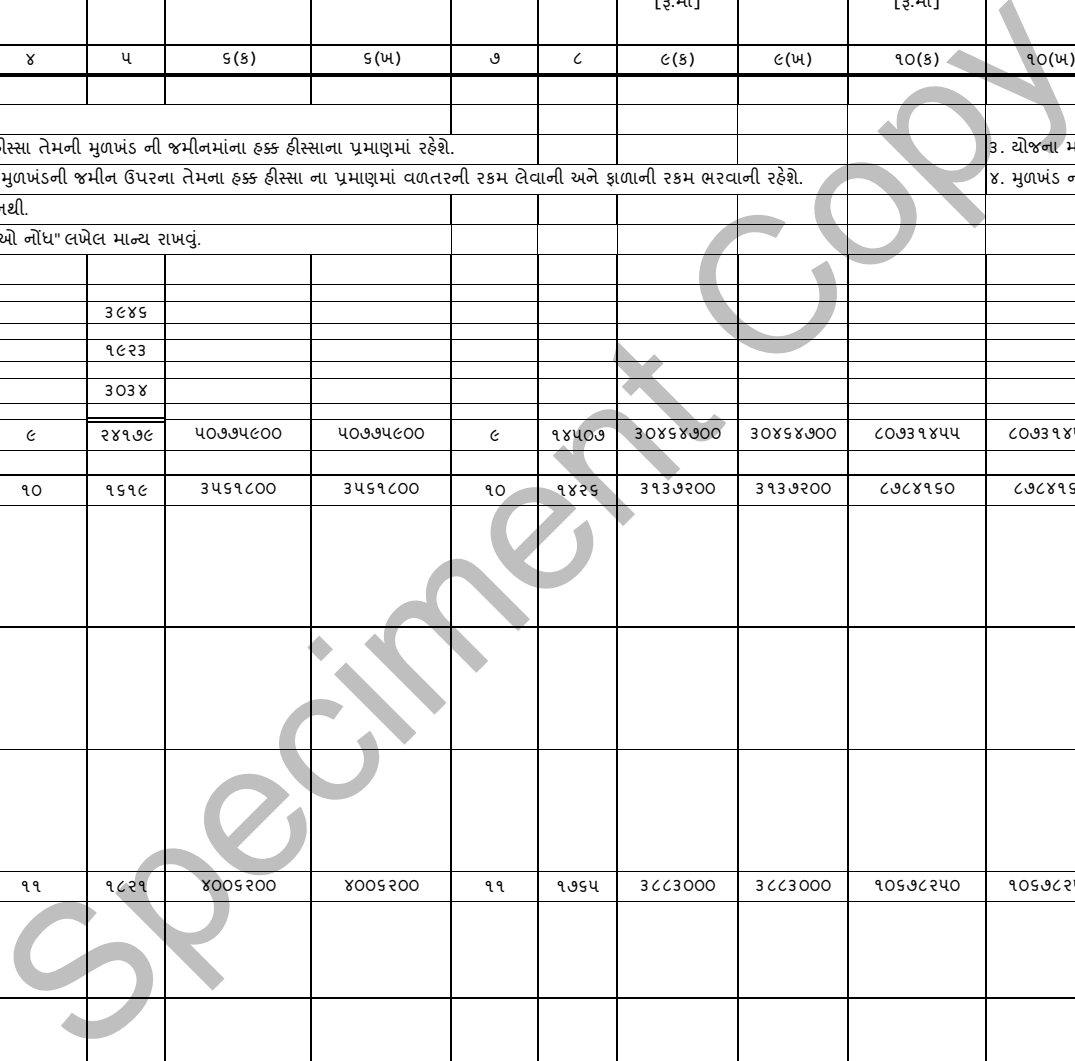 [રૂ.માં] [રૂ.માં]
૪ ૫ ૬(ક) ૬(ખ) ૭ ૮ ૯(ક) ૯(ખ) ૧૦(ક) ૧૦(ખ)
તેમની મુળખંડ ની જમીનમાંના હક્ક હીસ્સાના પ્રમાણમાં રહેશે. ૩. યોજના
મુળખંડની જમીન ઉપરના તેમના હક્ક હીસ્સા ના પ્રમાણમાં વળતરની રકમ લેવાની અને ફાળાની રકમ ભરવાની રહેશે. ૪. મુળખંડ
નથી.
નોંધ" લખેલ માન્ય રાખવું.
૩૯૪૬
૧૯૨૩
૩૦૩૪
૯ ૨૪૧૭૯ ૫૦૭૭૫૯૦૦ ૫૦૭૭૫૯૦૦ ૯ ૧૪૫૦૭ ૩૦૪૬૪૭૦૦ ૩૦૪૬૪૭૦૦ ૮૦૭૩૧૪૫૫
૧૦ ૧૬૧૯ ૩૫૬૧૮૦૦ ૩૫૬૧૮૦૦ ૧૦ ૧૪૨૬ ૩૧૩૭૨૦૦ ૩૧૩૭૨૦૦ ૮૭૮૪૧૬૦
૧૧ ૧૮૨૧ ૪૦૦૬૨૦૦ ૪૦૦૬૨૦૦ ૧૧ ૧૭૬૫ ૩૮૮૩૦૦૦ ૩૮૮૩૦૦૦ ૧૦૬૭૮૨૫૦
Speciment Copy